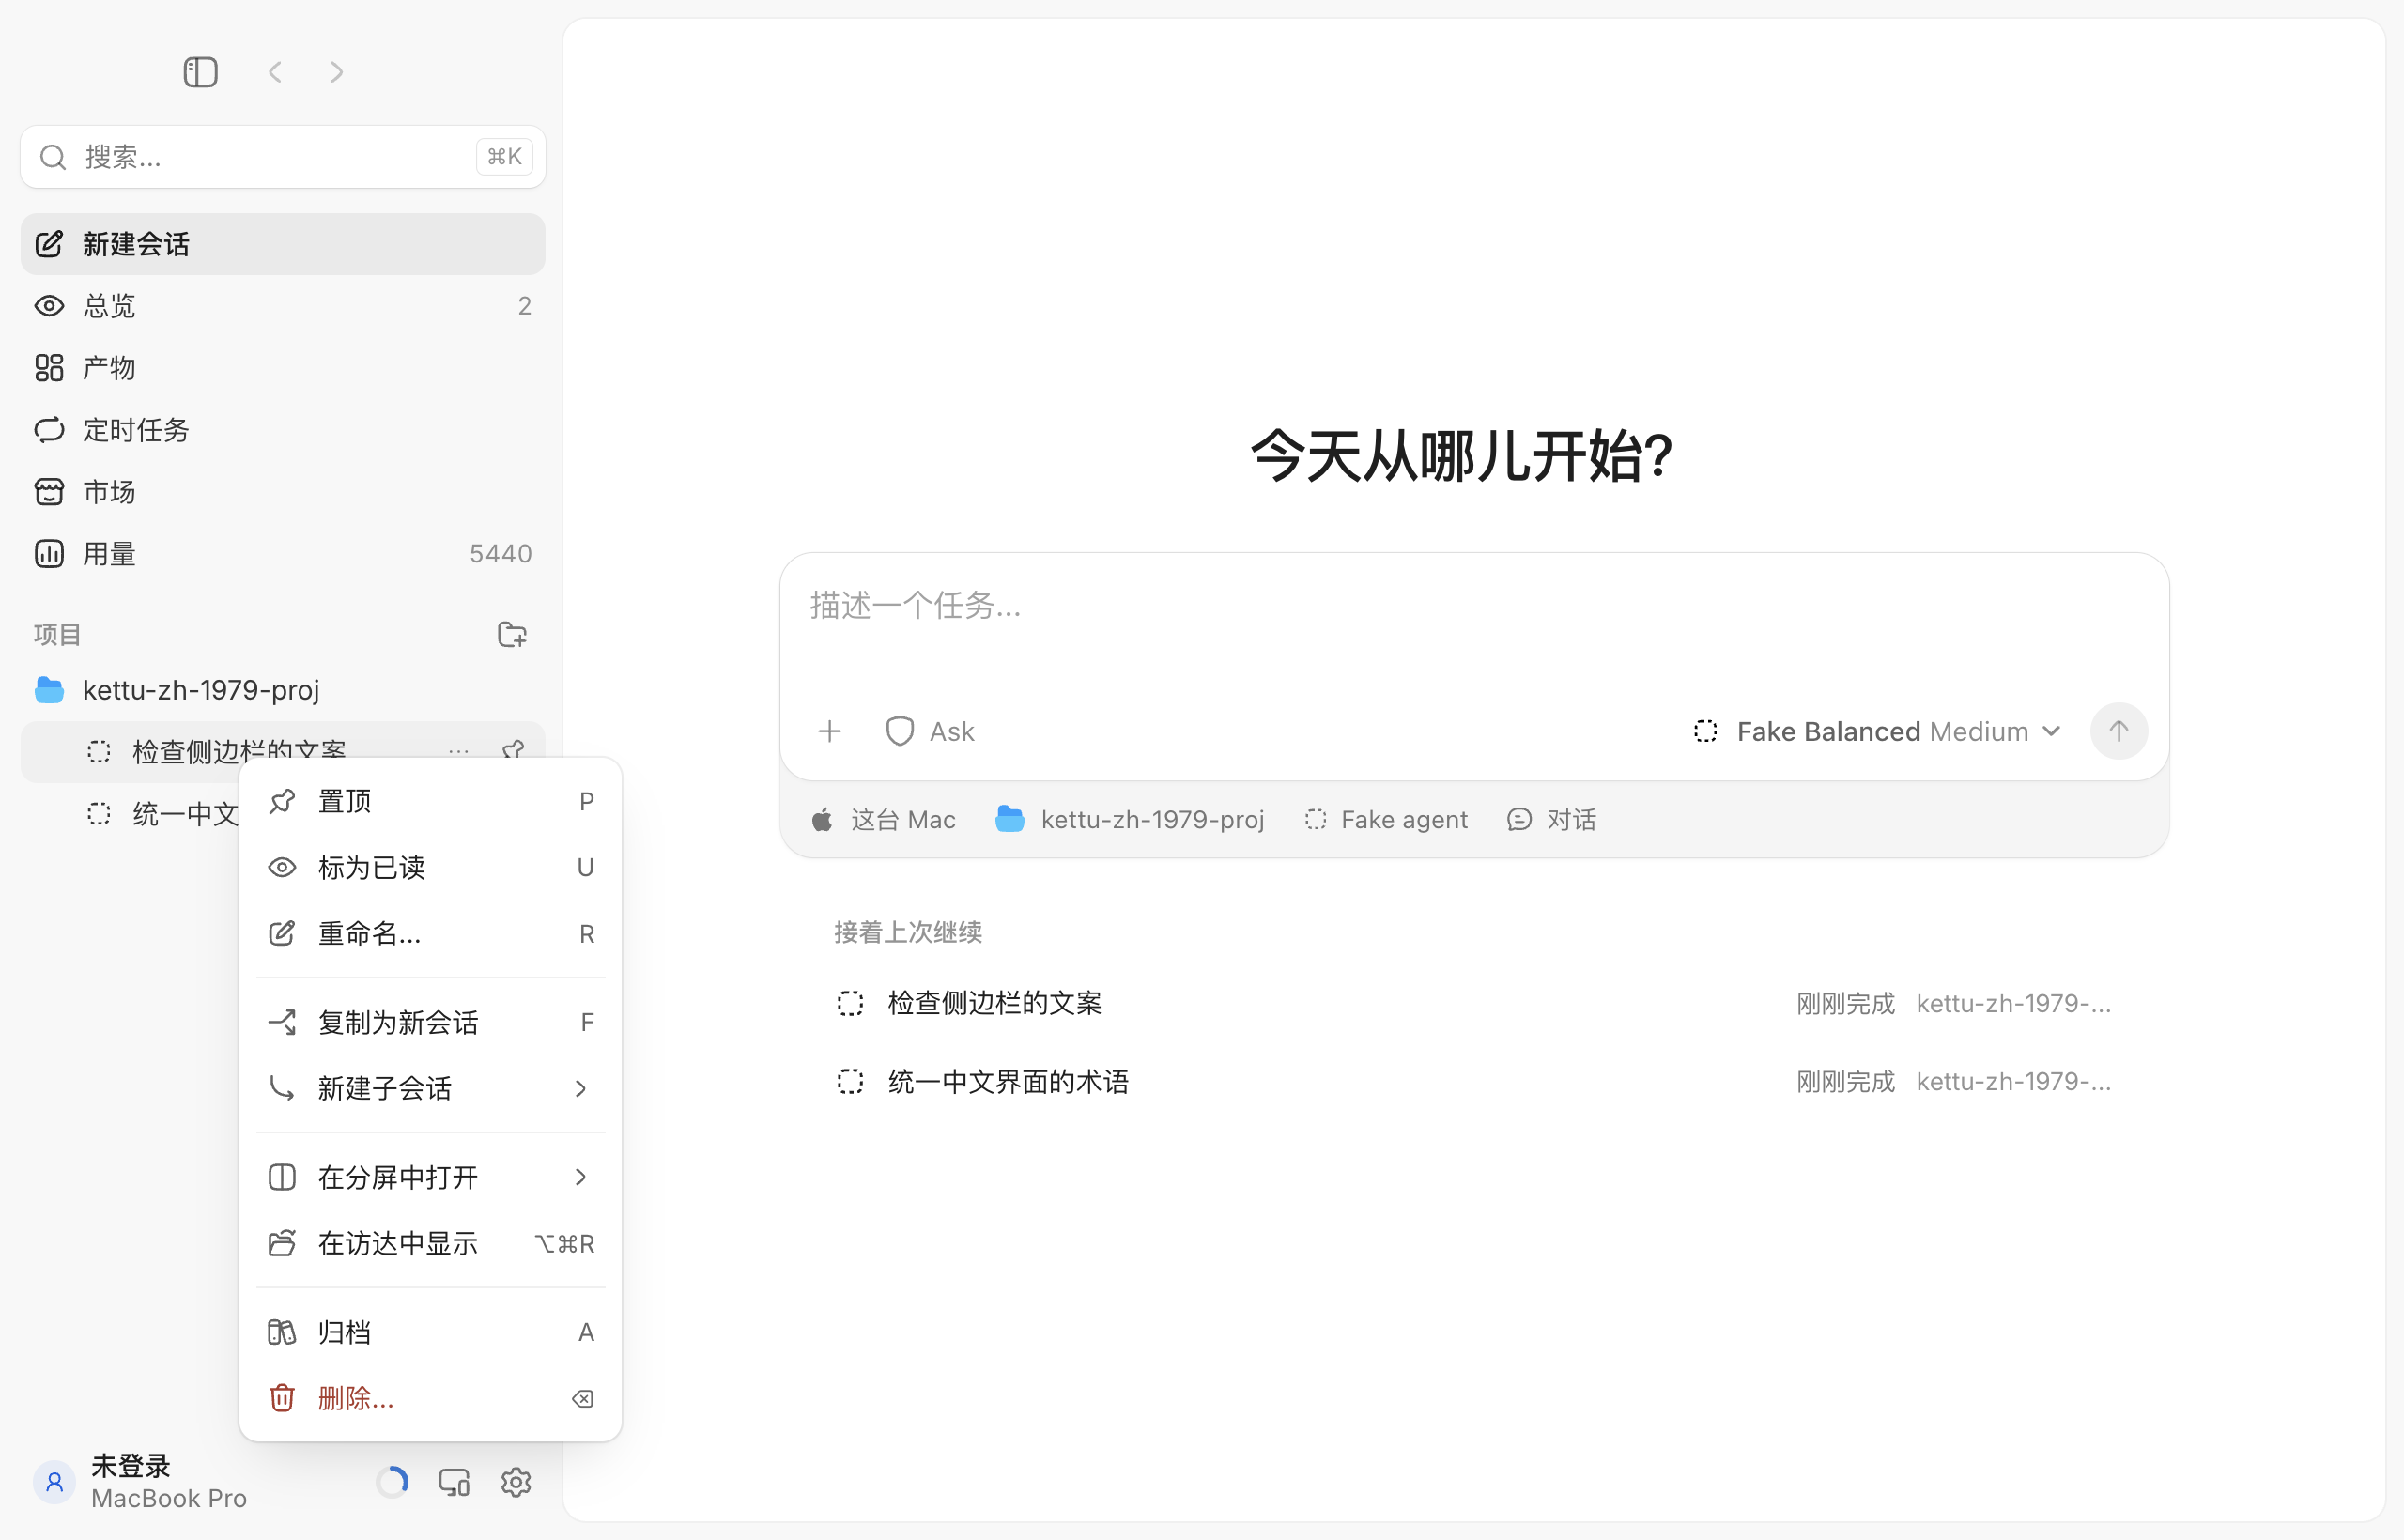 搜索...
⌘K
新建会话
总览 2
产物
定时任务
市场
用量 5440
项目
kettu-zh-1979-proj
检查侧边栏的文案 ...
统一中文
置顶 P
标为已读 U
重命名... R
复制为新会话 F
新建子会话
在分屏中打开
在访达中显示 ⌥⌘R
归档 A
删除... ⌫
未登录
MacBook Pro
今天从哪儿开始?
描述一个任务...
Ask
Fake Balanced Medium
这台 Mac kettu-zh-1979-proj Fake agent 对话
接着上次继续
检查侧边栏的文案 刚刚完成 kettu-zh-1979-...
统一中文界面的术语 刚刚完成 kettu-zh-1979-...